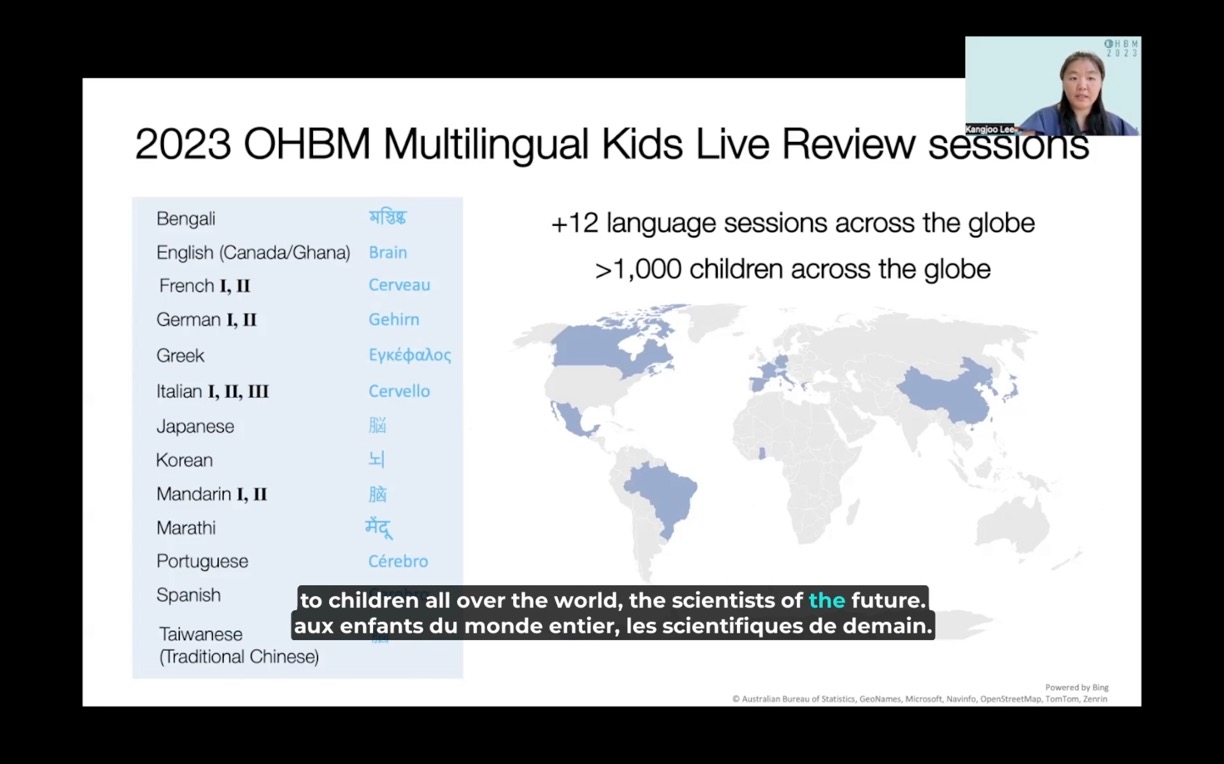 OHBM
2023
Kangjoo Lee
2023 OHBM Multilingual Kids Live Review sessions
Bengali মস্তিষ্ক
English (Canada/Ghana) Brain
French I, II Cerveau
German I, II Gehirn
Greek Εγκέφαλος
Italian I, II, III Cervello
Japanese 脳
Korean 뇌
Mandarin I, II 脑
Marathi मेंदू
Portuguese Cérebro
Spanish
Taiwanese
(Traditional Chinese)
+12 language sessions across the globe
>1,000 children across the globe
to children all over the world, the scientists of the future.
aux enfants du monde entier, les scientifiques de demain.
Powered by Bing
© Australian Bureau of Statistics, GeoNames, Microsoft, Navinfo, OpenStreetMap, TomTom, Zenrin